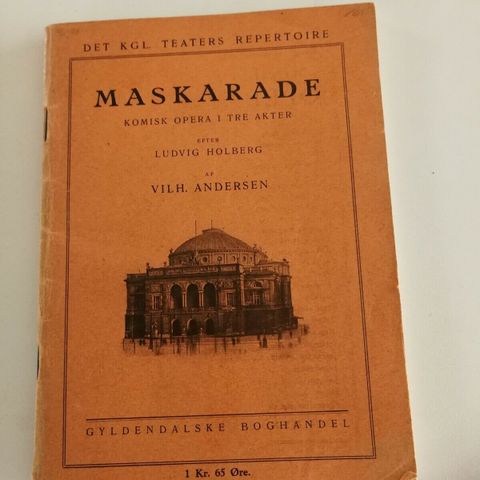 DET KGL. TEATERS REPERTOIRE
MASKARADE
KOMISK OPERA I TRE AKTER
EFTER
LUDVIG HOLBERG
AF
VILH. ANDERSEN
GYLDENDALSKE BOGHANDEL
1 Kr. 65 Øre.